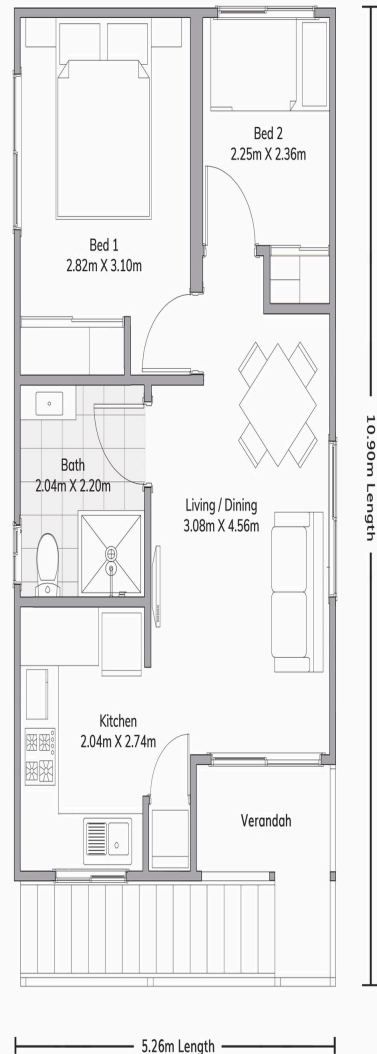 Bed 2
2.25m X 2.36m
Bed 1
2.82m X 3.10m
Bath
2.04m X 2.20m
Living / Dining
3.08m X 4.56m
10.90m Length
Kitchen
2.04m X 2.74m
Verandah
5.26m Length